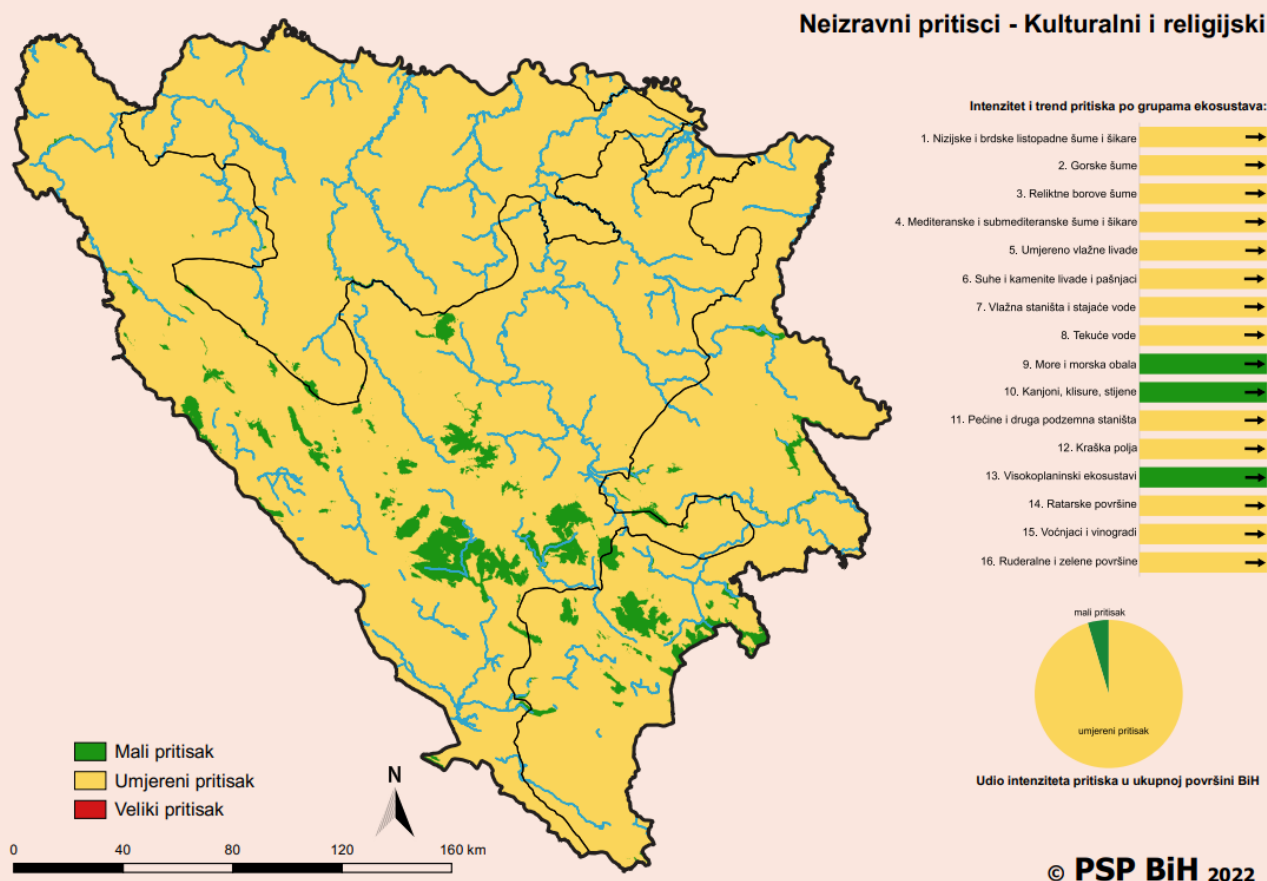 Neizravni pritisci - Kulturalni i religijski
Intenzitet i trend pritiska po grupama ekosustava:
1. Nizijske i brdske listopadne šume i šikare
2. Gorske šume
3. Reliktne borove šume
4. Mediteranske i submediteranske šume i šikare
5. Umjereno vlažne livade
6. Suhe i kamenite livade i pašnjaci
7. Vlažna staništa i stajaće vode
8. Tekuće vode
9. More i morska obala
10. Kanjoni, klisure, stijene
11. Pećine i druga podzemna staništa
12. Kraška polja
13. Visokoplaninski ekosustavi
14. Ratarske površine
15. Voćnjaci i vinogradi
16. Ruderalne i zelene površine
mali pritisak
umjereni pritisak
Udio intenziteta pritiska u ukupnoj površini BiH
Mali pritisak
Umjereni pritisak
Veliki pritisak
N
0 40 80 120 160 km
© PSP BiH 2022